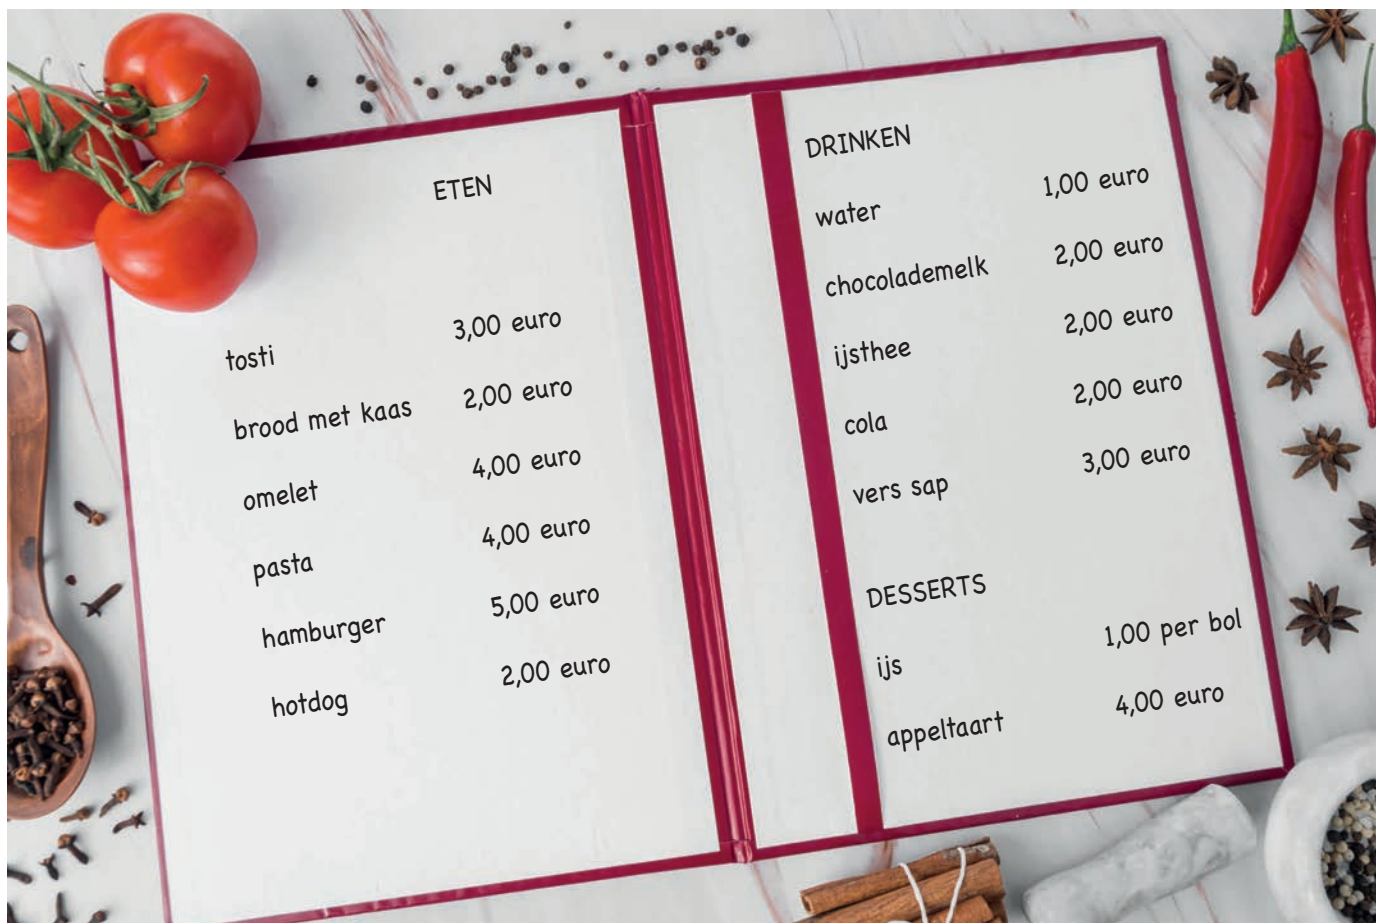 ETEN
tosti 3,00 euro
brood met kaas 2,00 euro
omelet 4,00 euro
pasta 4,00 euro
hamburger 5,00 euro
hotdog 2,00 euro
DRINKEN
water 1,00 euro
chocolademelk 2,00 euro
ijsthee 2,00 euro
cola 2,00 euro
vers sap 3,00 euro
DESSERTS
ijs 1,00 per bol
appeltaart 4,00 euro